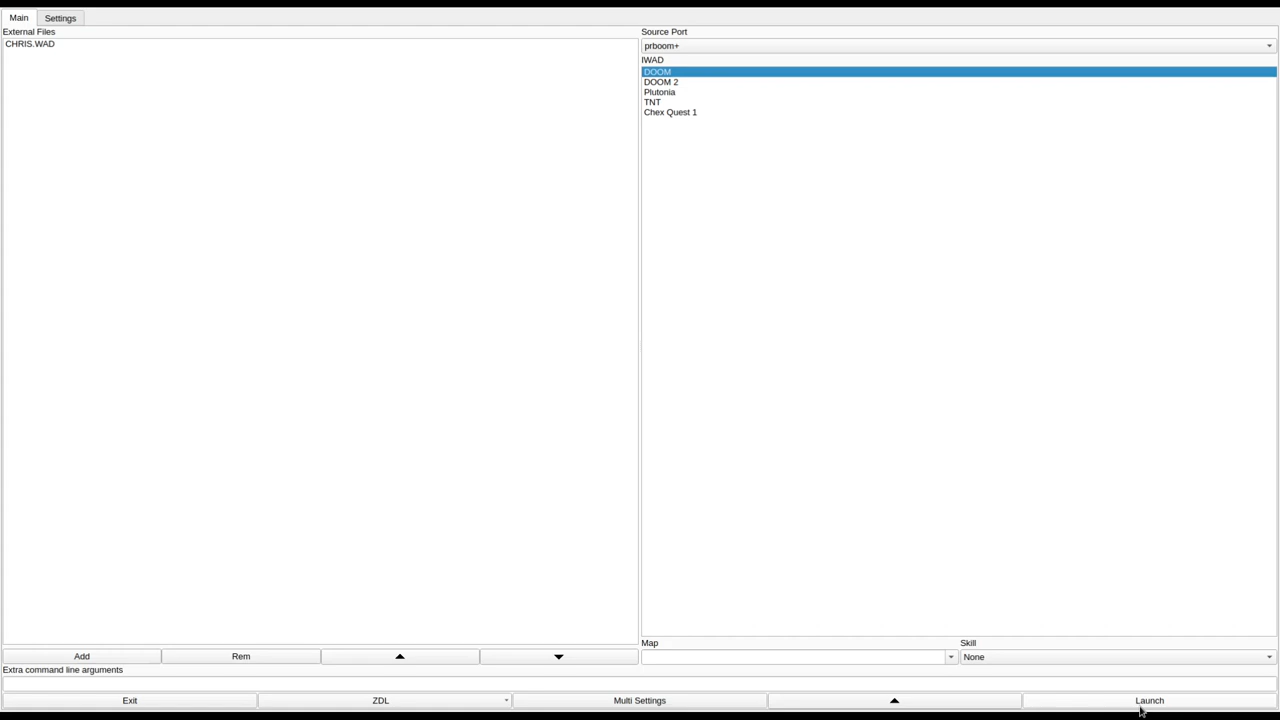 Main
Settings
External Files
CHRIS.WAD
Source Port
prboom+
IWAD
DOOM
DOOM 2
Plutonia
TNT
Chex Quest 1
Map
Skill
None
Add
Rem
Extra command line arguments
Exit
ZDL
Multi Settings
Launch